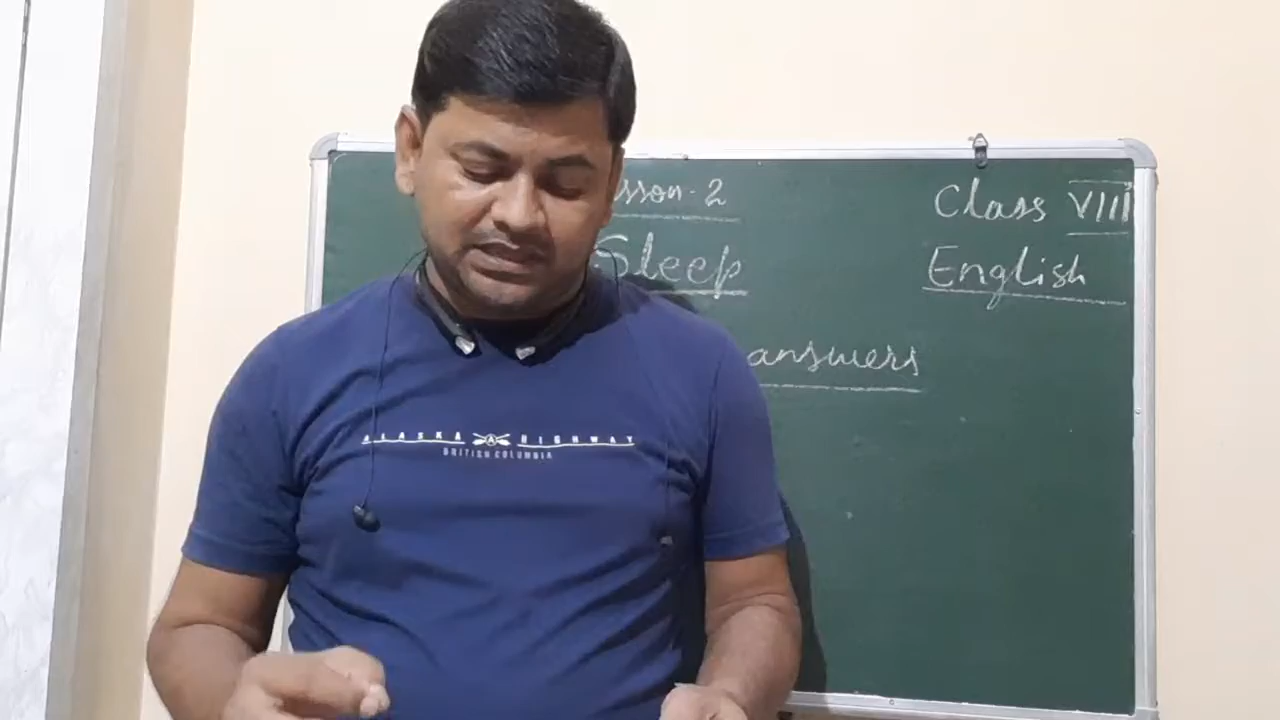 sson-2
Class VIII
Sleep
English
answers
ALASKA A HIGHWAY
BRITISH COLUMBIA